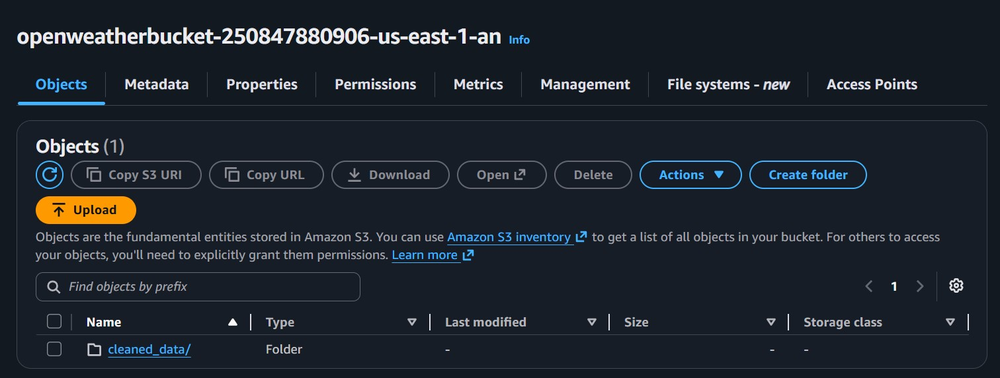 openweatherbucket-250847880906-us-east-1-an Info
Objects Metadata Properties Permissions Metrics Management File systems - new Access Points
Objects (1)
Copy S3 URI Copy URL Download Open Delete Actions Create folder
Upload
Objects are the fundamental entities stored in Amazon S3. You can use Amazon S3 inventory to get a list of all objects in your bucket. For others to access
your objects, you'll need to explicitly grant them permissions. Learn more
Find objects by prefix 1
Name Type Last modified Size Storage class
cleaned_data/ Folder - - -